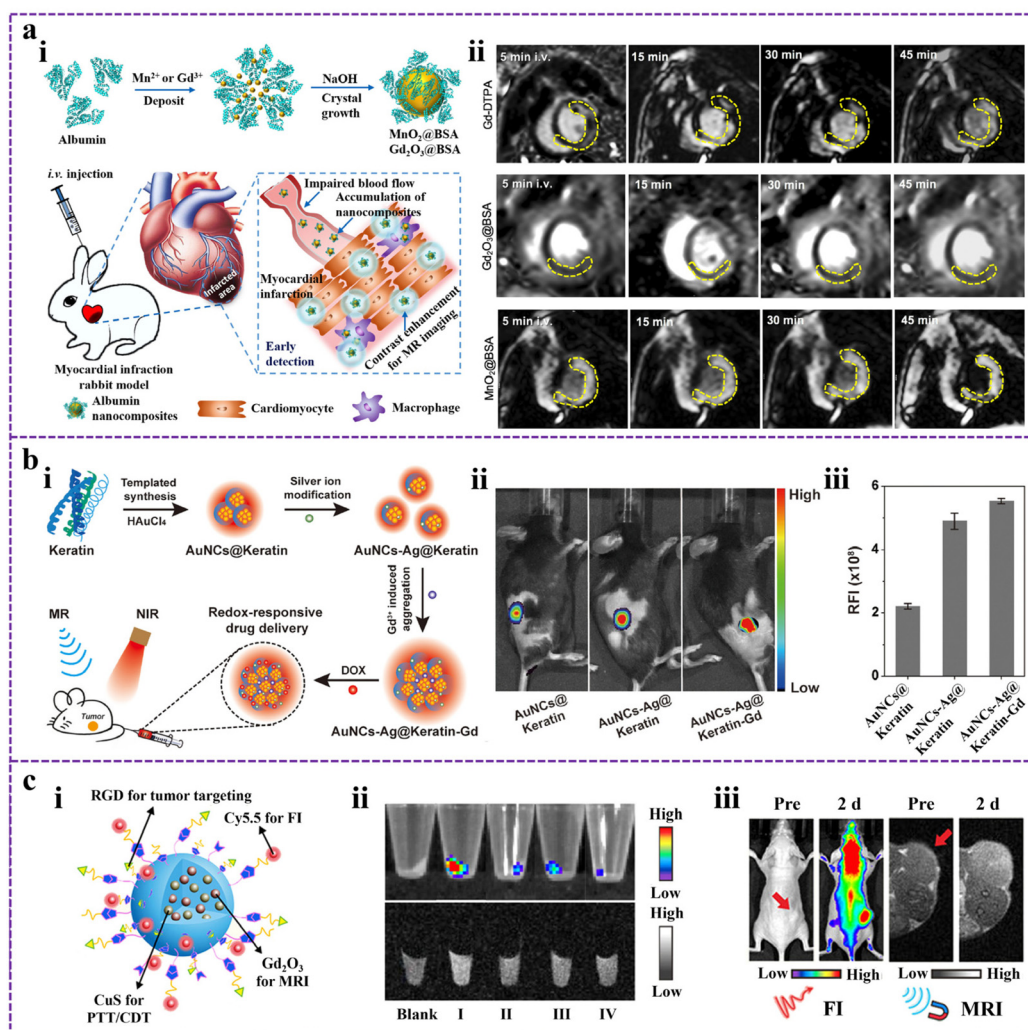 a
i
Albumin
Mn²⁺ or Gd³⁺
Deposit
NaOH
Crystal
growth
MnO₂@BSA
Gd₂O₃@BSA
i.v. injection
Infarcted
area
Myocardial infraction
rabbit model
Impaired blood flow
Accumulation of
nanocomposites
Myocardial
infarction
Early
detection
Contrast enhancement
for MR imaging
Albumin
nanocomposites
Cardiomyocyte
Macrophage
ii
Gd-DTPA
5 min i.v.
15 min
30 min
45 min
Gd₂O₃@BSA
5 min i.v.
15 min
30 min
45 min
MnO₂@BSA
5 min i.v.
15 min
30 min
45 min
b
i
Keratin
Templated
synthesis
HAuCl₄
AuNCs@Keratin
Silver ion
modification
AuNCs-Ag@Keratin
Gd³⁺ induced
aggregation
AuNCs-Ag@Keratin-Gd
DOX
Redox-responsive
drug delivery
MR
NIR
Tumor
ii
High
Low
AuNCs@
Keratin
AuNCs-Ag@
Keratin
AuNCs-Ag@
Keratin-Gd
iii
RFI (x10⁸)
6
4
2
0
AuNCs@
Keratin
AuNCs-Ag@
Keratin
AuNCs-Ag@
Keratin-Gd
c
i
RGD for tumor targeting
Cy5.5 for FI
Gd₂O₃
for MRI
CuS for
PTT/CDT
ii
High
Low
High
Low
Blank I II III IV
iii
Pre 2 d Pre 2 d
Low High Low High
FI MRI